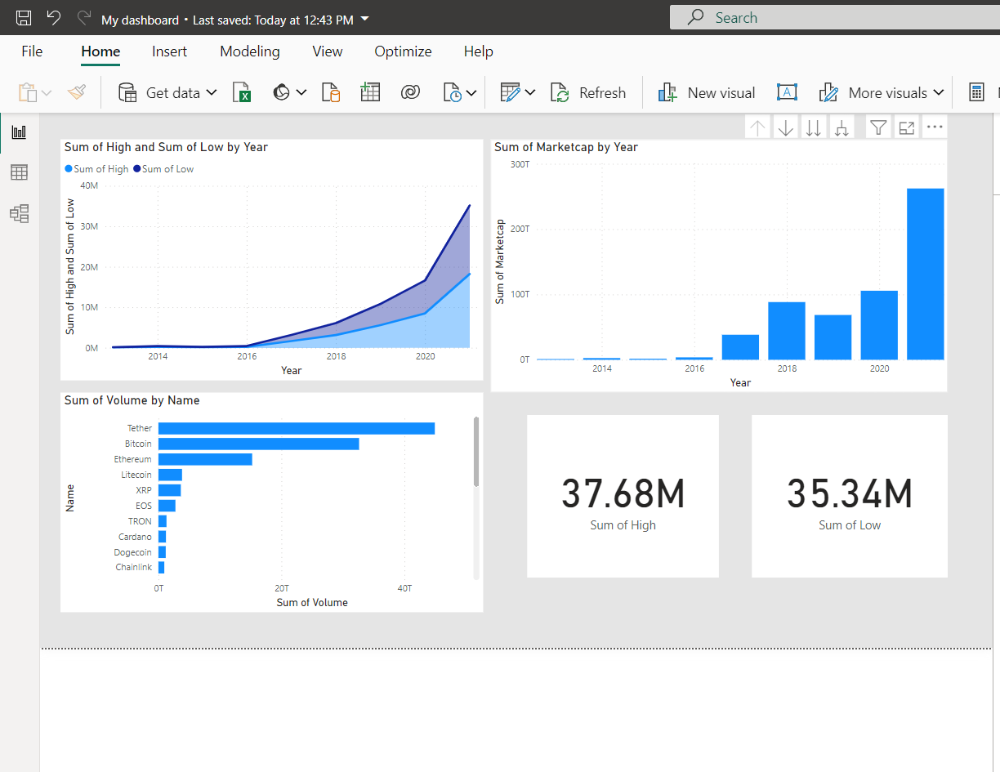 My dashboard • Last saved: Today at 12:43 PM
Search
File Home Insert Modeling View Optimize Help
Get data Refresh New visual A More visuals
Sum of High and Sum of Low by Year
Sum of High Sum of Low
Sum of High and Sum of Low
40M
30M
20M
10M
0M
2014 2016 2018 2020
Year
Sum of Marketcap by Year
Sum of Marketcap
300T
200T
100T
0T
2014 2016 2018 2020
Year
Sum of Volume by Name
Name
Tether
Bitcoin
Ethereum
Litecoin
XRP
EOS
TRON
Cardano
Dogecoin
Chainlink
0T 20T 40T
Sum of Volume
37.68M
Sum of High
35.34M
Sum of Low